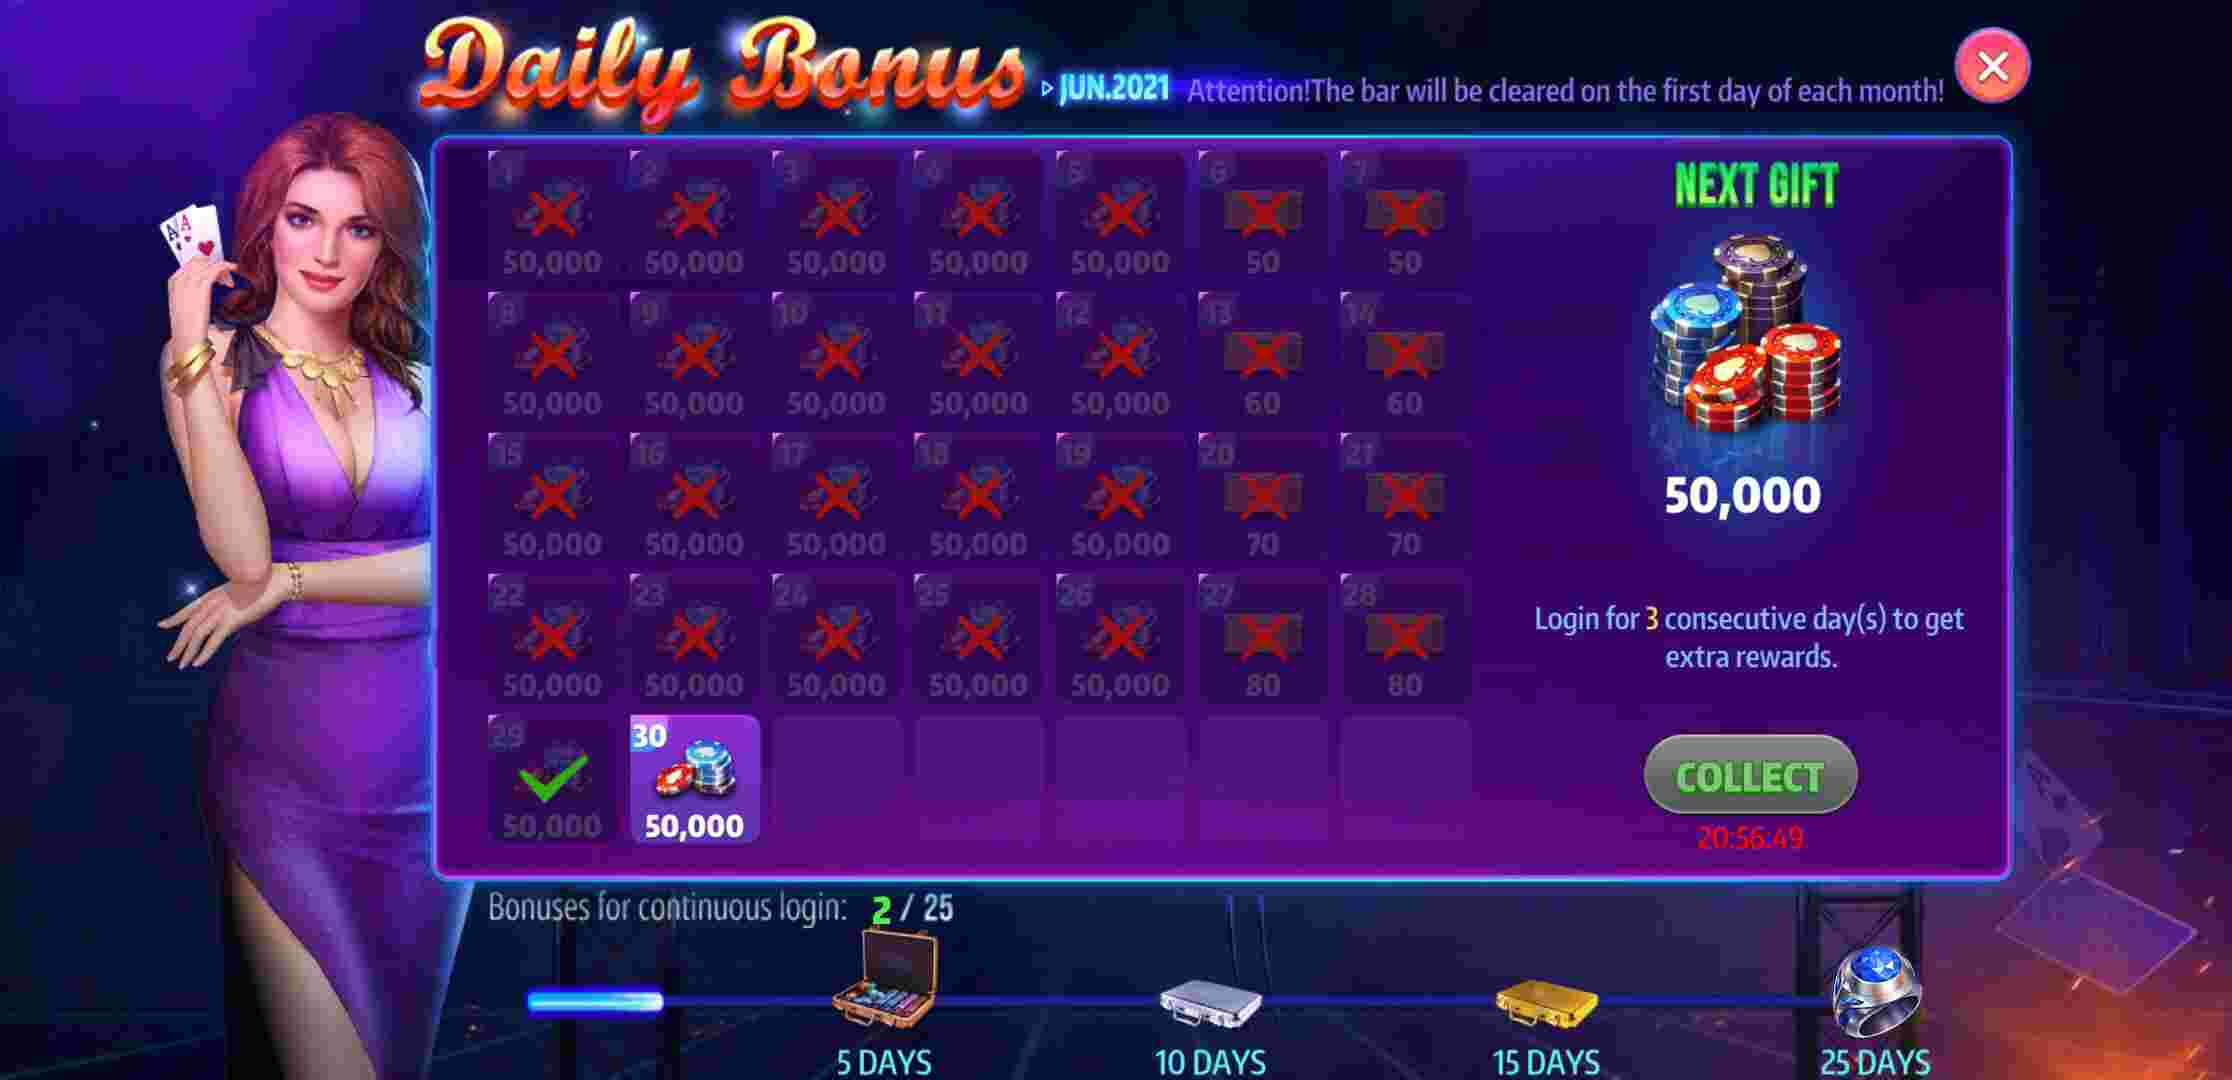 Daily Bonus
JUN.2021 Attention!The bar will be cleared on the first day of each month!
A A
1 2 3 4 5 6 7
50,000 50,000 50,000 50,000 50,000 50 50
8 9 10 11 12 13 14
50,000 50,000 50,000 50,000 50,000 60 60
15 16 17 18 19 20 21
50,000 50,000 50,000 50,000 50,000 70 70
22 23 24 25 26 27 28
50,000 50,000 50,000 50,000 50,000 80 80
29 30
50,000 50,000
NEXT GIFT
50,000
Login for 3 consecutive day(s) to get
extra rewards.
COLLECT
20:56:49
Bonuses for continuous login: 2 / 25
5 DAYS 10 DAYS 15 DAYS 25 DAYS